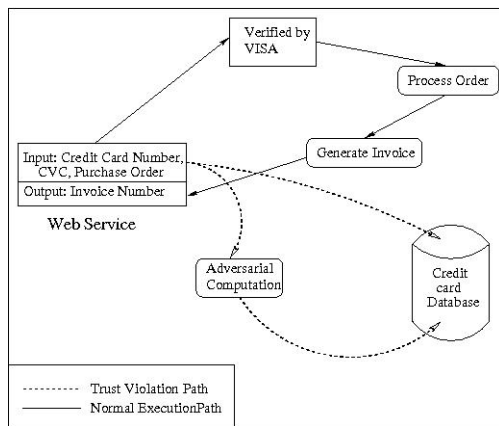 Verified by
VISA
Process Order
Generate Invoice
Input: Credit Card Number,
CVC, Purchase Order
Output: Invoice Number
Web Service
Adversarial
Computation
Credit
card
Database
Trust Violation Path
Normal ExecutionPath